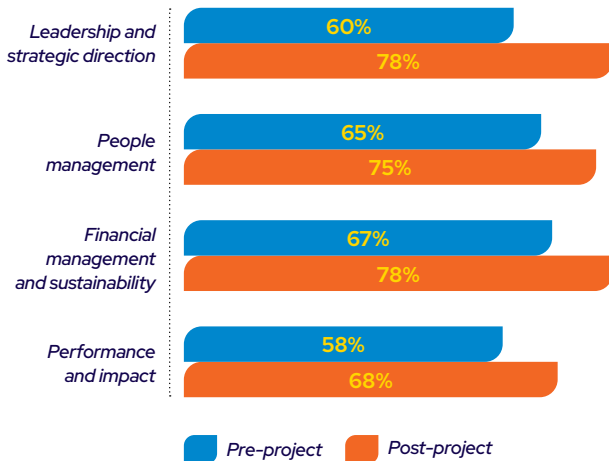 Leadership and
strategic direction
60%
78%
People
management
65%
75%
Financial
management
and sustainability
67%
78%
Performance
and impact
58%
68%
Pre-project
Post-project